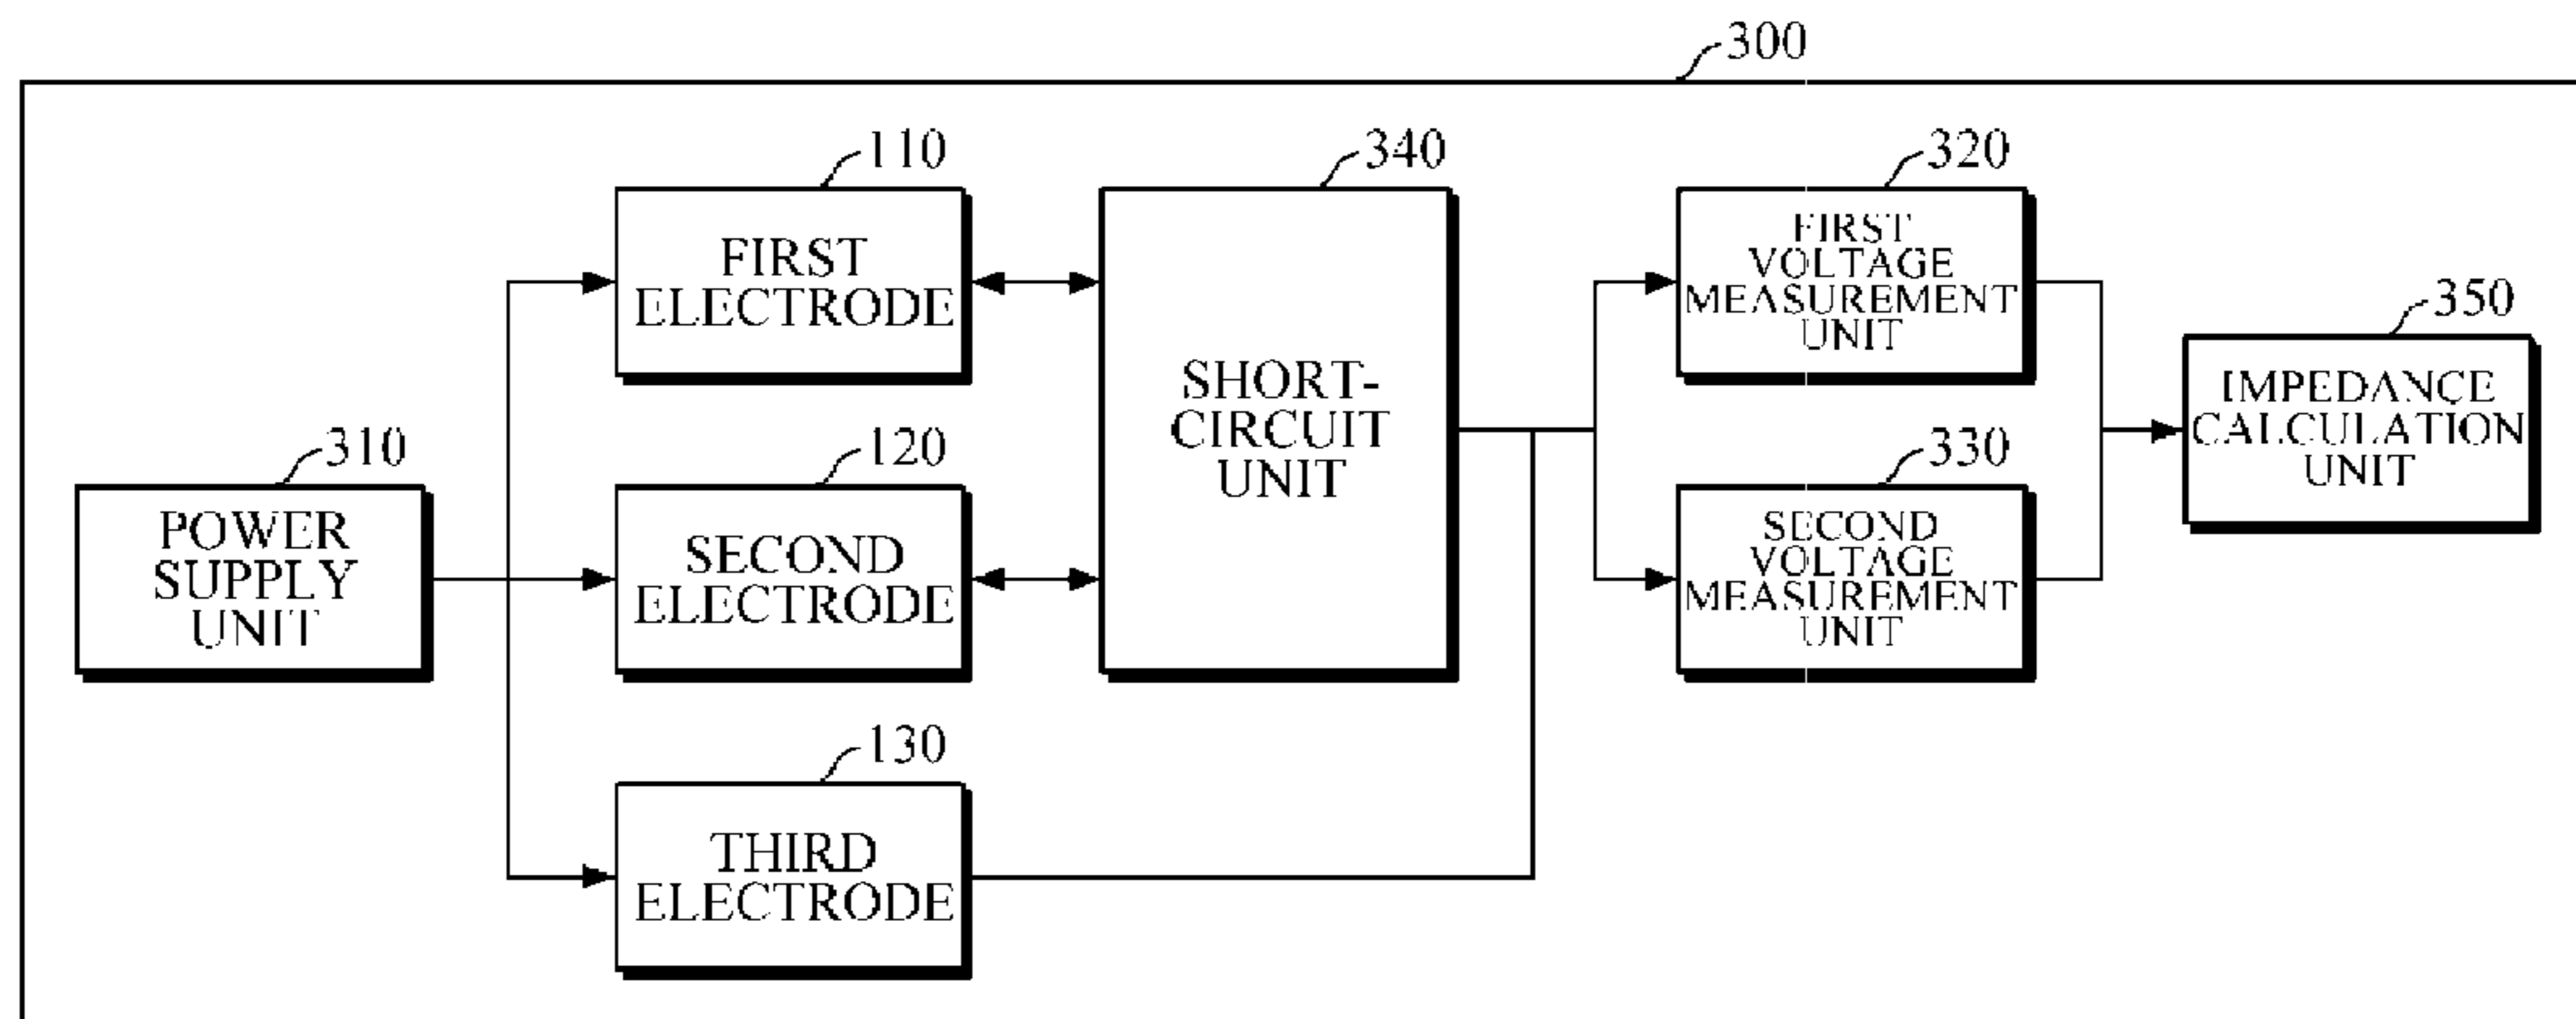 300
110
FIRST
ELECTRODE
340
SHORT-
CIRCUIT
UNIT
320
FIRST
VOLTAGE
MEASUREMENT
UNIT
350
IMPEDANCE
CALCULATION
UNIT
310
POWER
SUPPLY
UNIT
120
SECOND
ELECTRODE
330
SECOND
VOLTAGE
MEASUREMENT
UNIT
130
THIRD
ELECTRODE